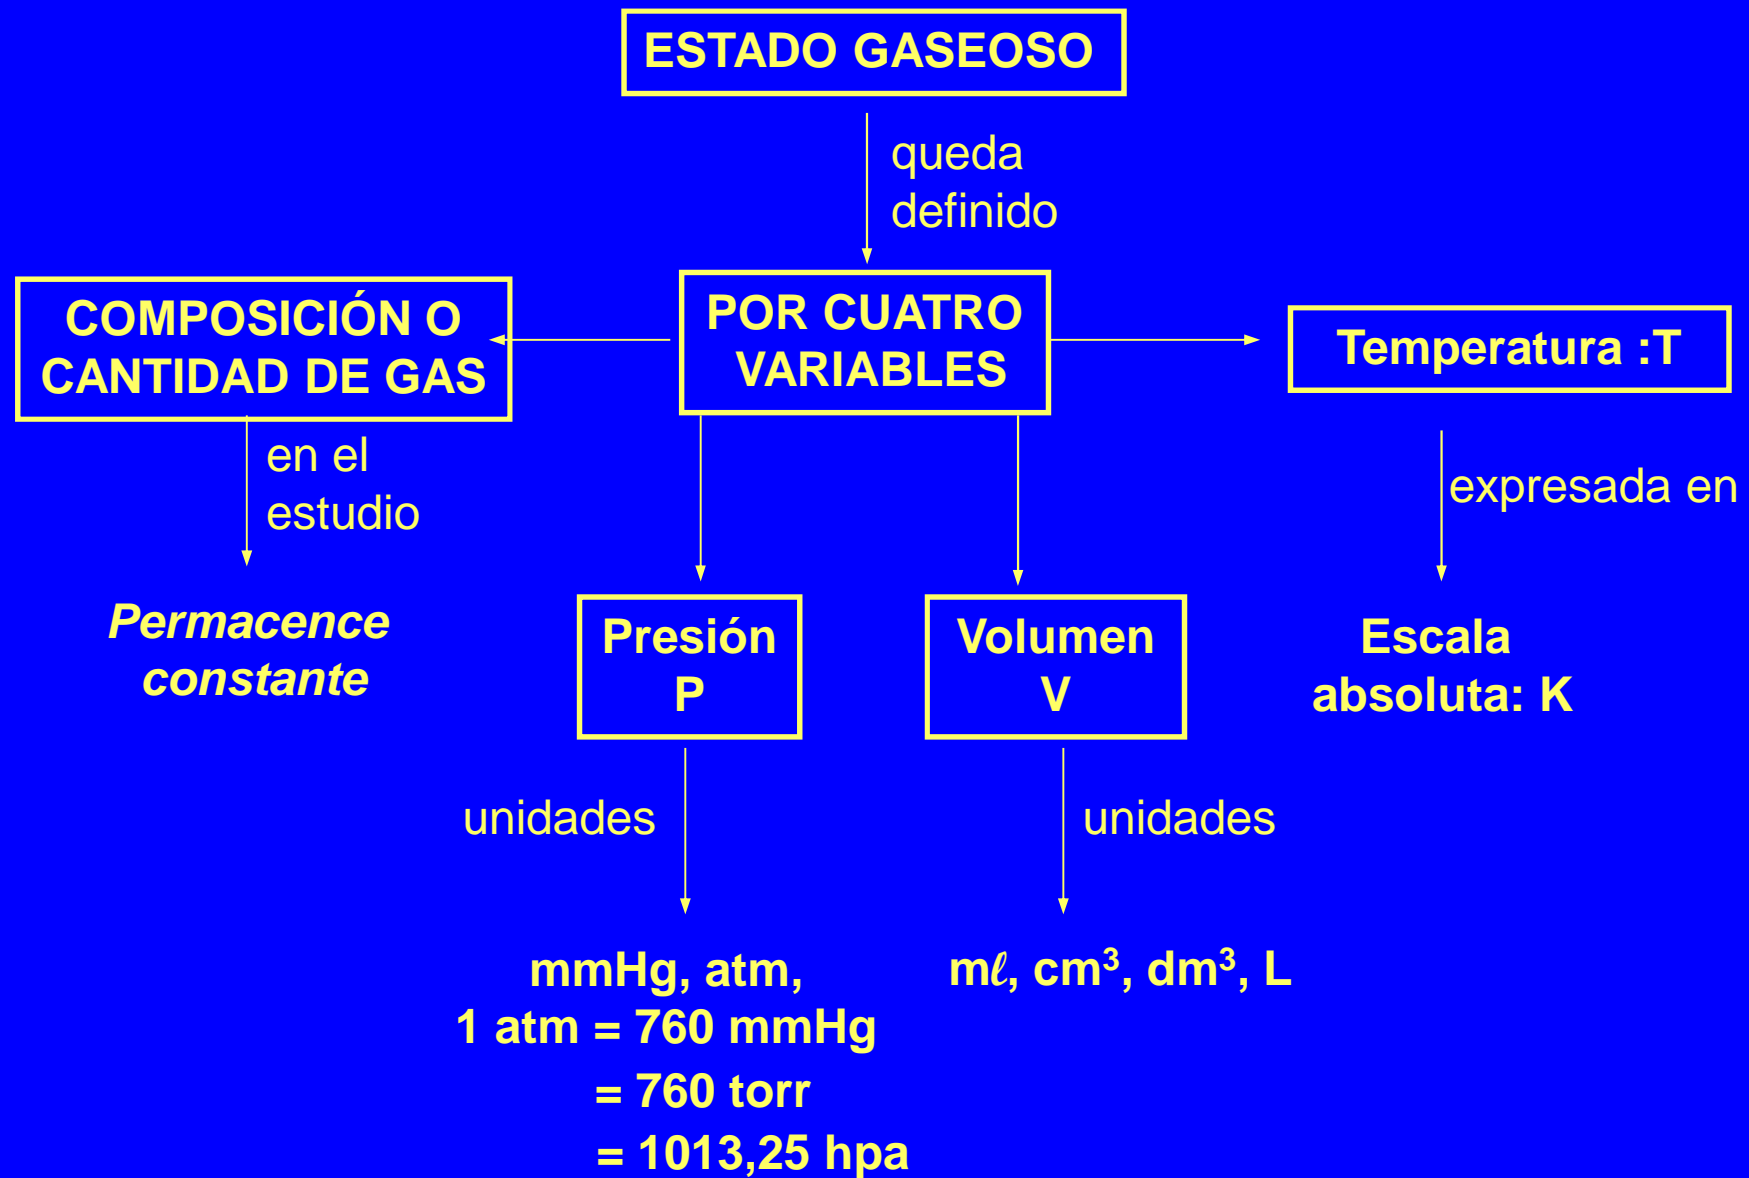 ESTADO GASEOSO
queda
definido
COMPOSICIÓN O
CANTIDAD DE GAS
POR CUATRO
VARIABLES
Temperatura :T
en el
estudio
expresada en
Permacence
constante
Presión
P
Volumen
V
Escala
absoluta: K
unidades
unidades
mmHg, atm,
1 atm = 760 mmHg
= 760 torr
= 1013,25 hpa
mℓ, cm³, dm³, L